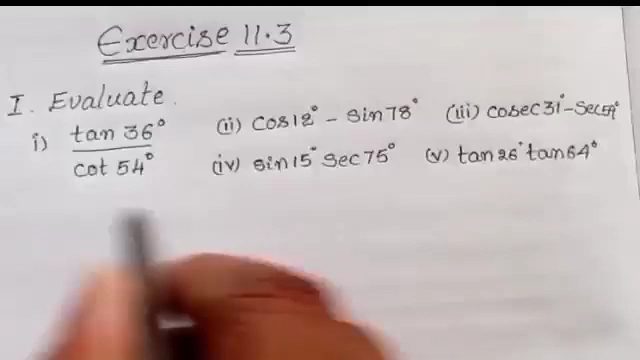 Exercise 11.3
I. Evaluate.
i) tan 36° / cot 54° (ii) cos12° - sin78° (iii) cosec31° - sec59°
(iv) sin15° sec75° (v) tan26° tan64°